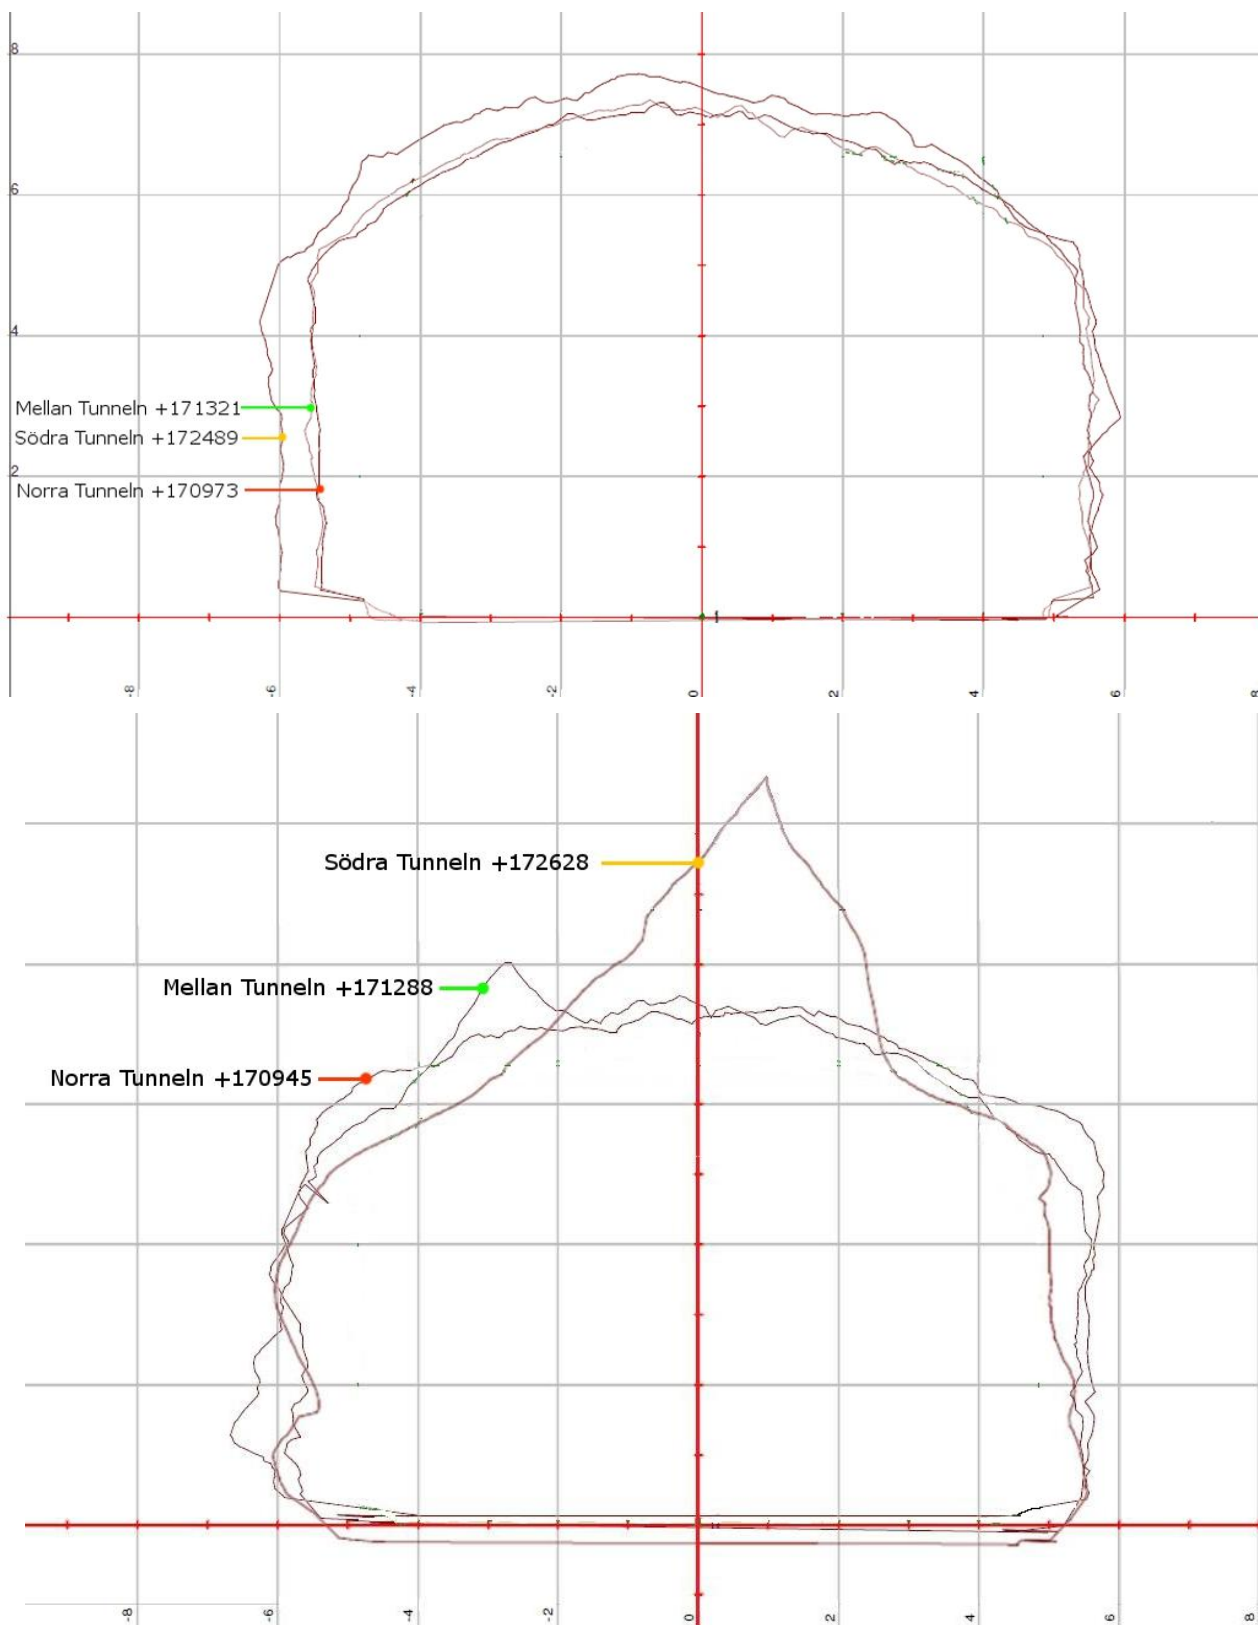 8
6
4
Mellan Tunneln +171321
Södra Tunneln +172489
2
Norra Tunneln +170973
-8 -6 -4 -2 0 2 4 6 8
Södra Tunneln +172628
Mellan Tunneln +171288
Norra Tunneln +170945
-8 -6 -4 -2 0 2 4 6 8